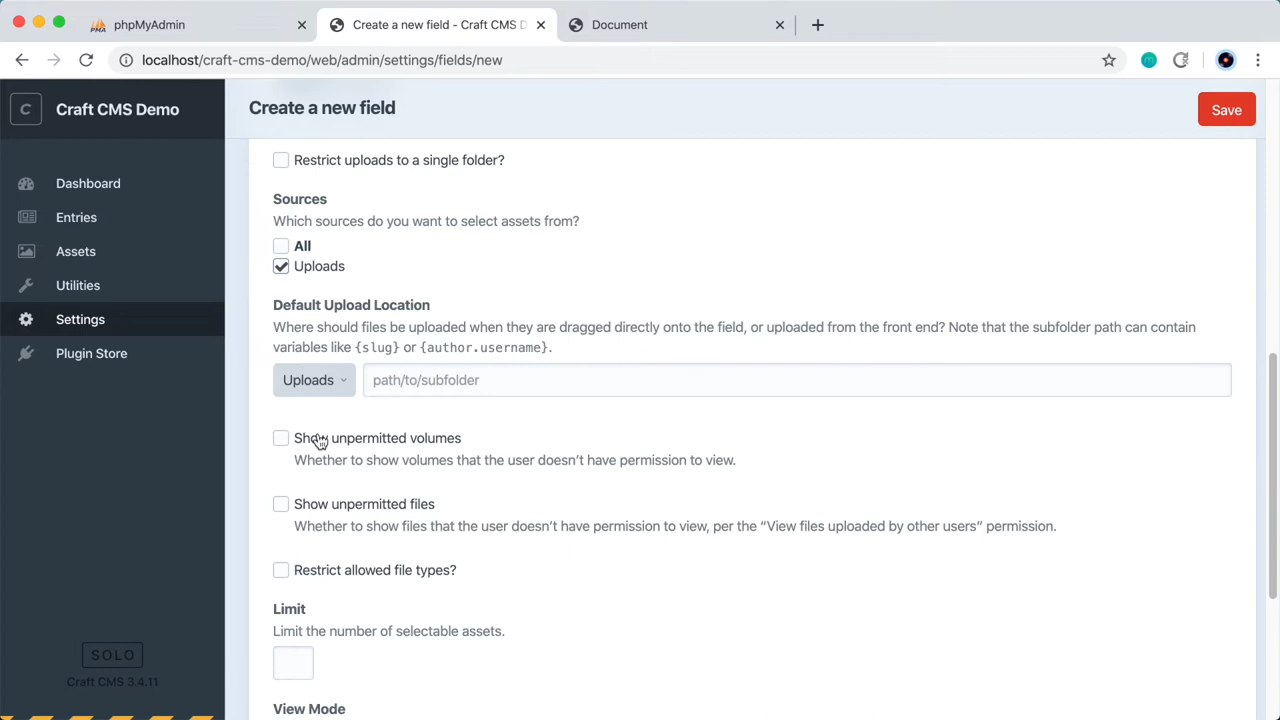 phpMyAdmin
Create a new field - Craft CMS D
Document
localhost/craft-cms-demo/web/admin/settings/fields/new
C
Craft CMS Demo
Create a new field
Save
Dashboard
Entries
Assets
Utilities
Settings
Plugin Store
SOLO
Craft CMS 3.4.11
Restrict uploads to a single folder?
Sources
Which sources do you want to select assets from?
All
Uploads
Default Upload Location
Where should files be uploaded when they are dragged directly onto the field, or uploaded from the front end? Note that the subfolder path can contain
variables like {slug} or {author.username}.
Uploads
path/to/subfolder
Show unpermitted volumes
Whether to show volumes that the user doesn’t have permission to view.
Show unpermitted files
Whether to show files that the user doesn’t have permission to view, per the “View files uploaded by other users” permission.
Restrict allowed file types?
Limit
Limit the number of selectable assets.
View Mode